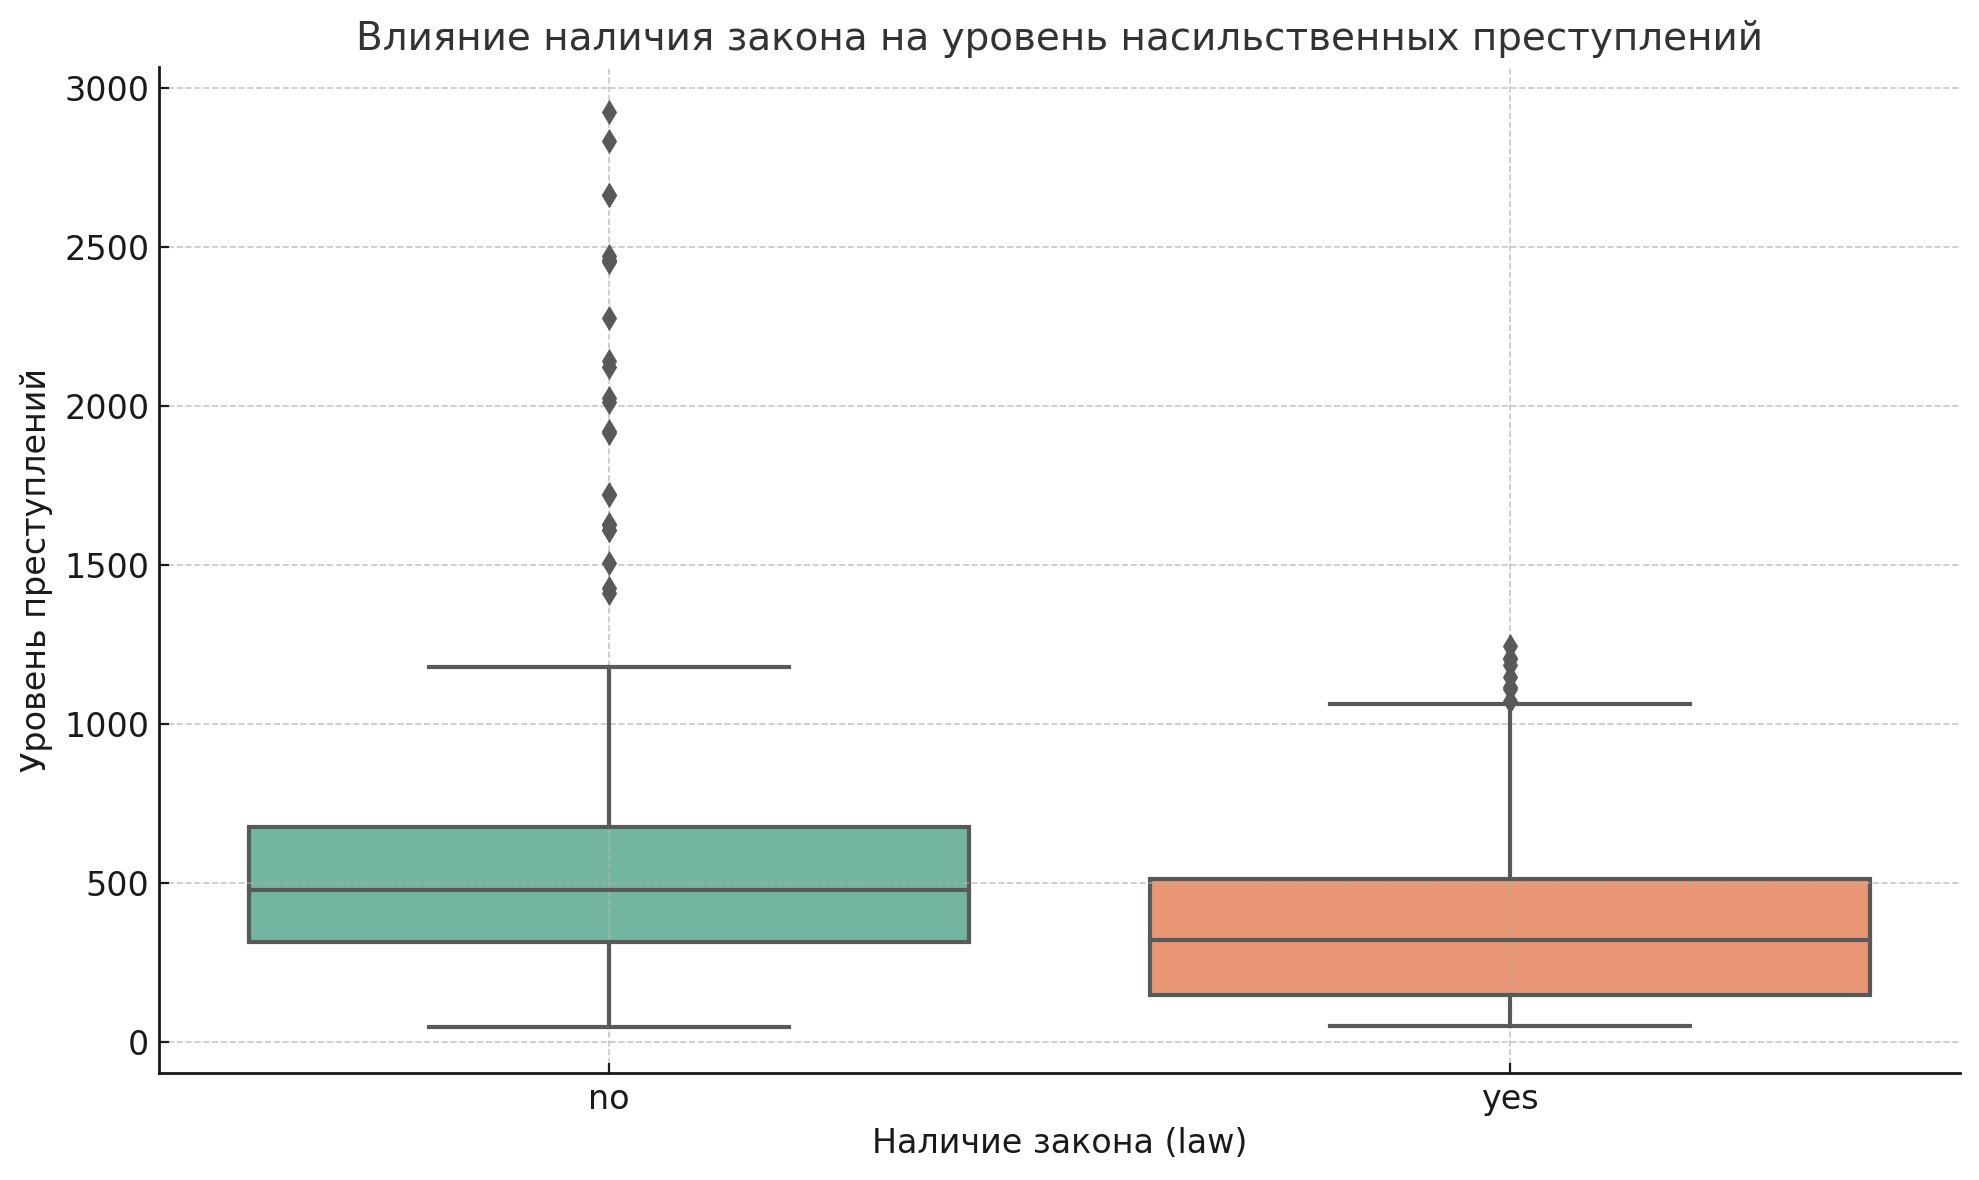 Влияние наличия закона на уровень насильственных преступлений
Уровень преступлений
3000
2500
2000
1500
1000
500
0
no
yes
Наличие закона (law)